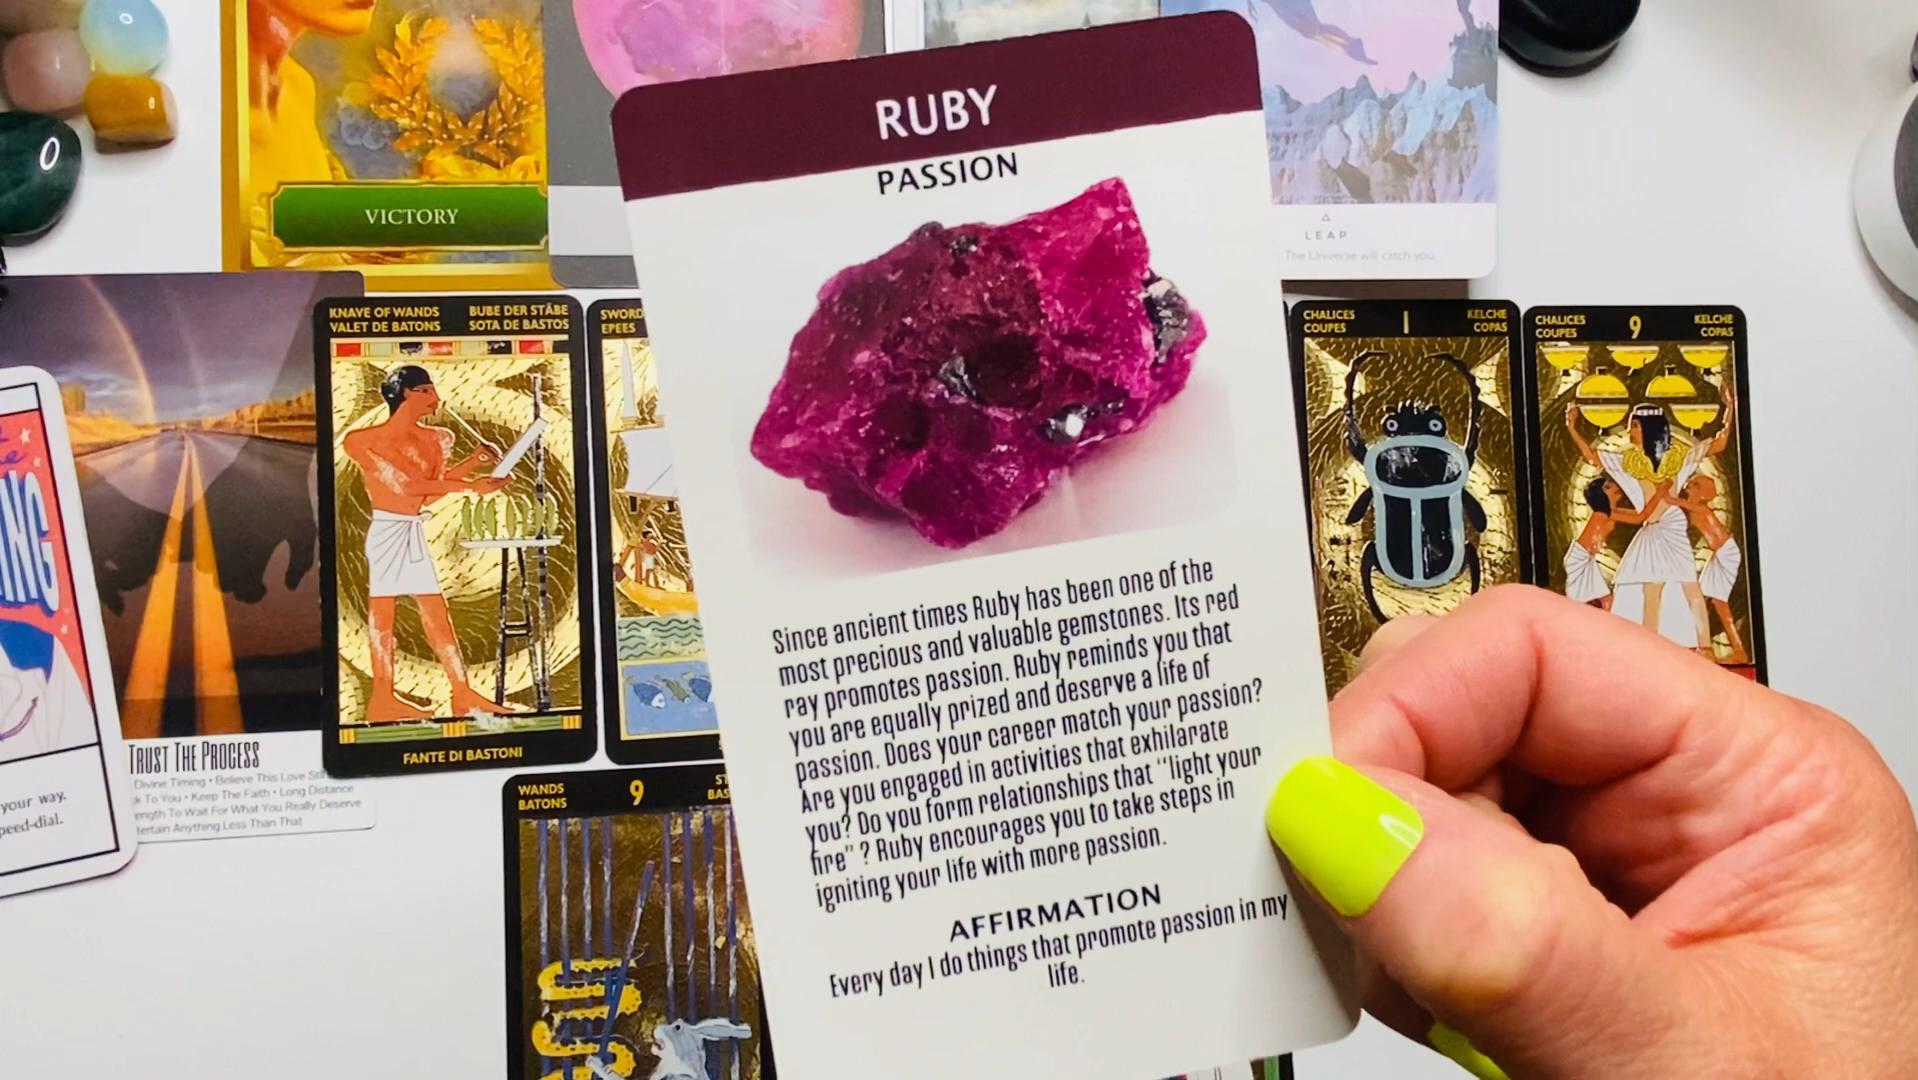 VICTORY
RUBY
PASSION
Since ancient times Ruby has been one of the
most precious and valuable gemstones. Its red
ray promotes passion. Ruby reminds you that
you are equally prized and deserve a life of
passion. Does your career match your passion?
Are you engaged in activities that exhilarate
you? Do you form relationships that "light your
fire"? Ruby encourages you to take steps in
igniting your life with more passion.
AFFIRMATION
Every day I do things that promote passion in my
life.
LEAP
The Universe will catch you.
KNAVE OF WANDS BUBE DER STÄBE
VALET DE BATONS SOTA DE BASTOS
FANTE DI BASTONI
SWORD
EPEES
CHALICES 1 KELCHE
COUPES COPAS
CHALICES 9 KELCHE
COUPES COPAS
ING
your way.
peed-dial.
TRUST THE PROCESS
Divine Timing • Believe This Love Still
k To You • Keep The Faith • Long Distance
ength To Wait For What You Really Deserve
tertain Anything Less Than That
WANDS 9 ST
BATONS BAS